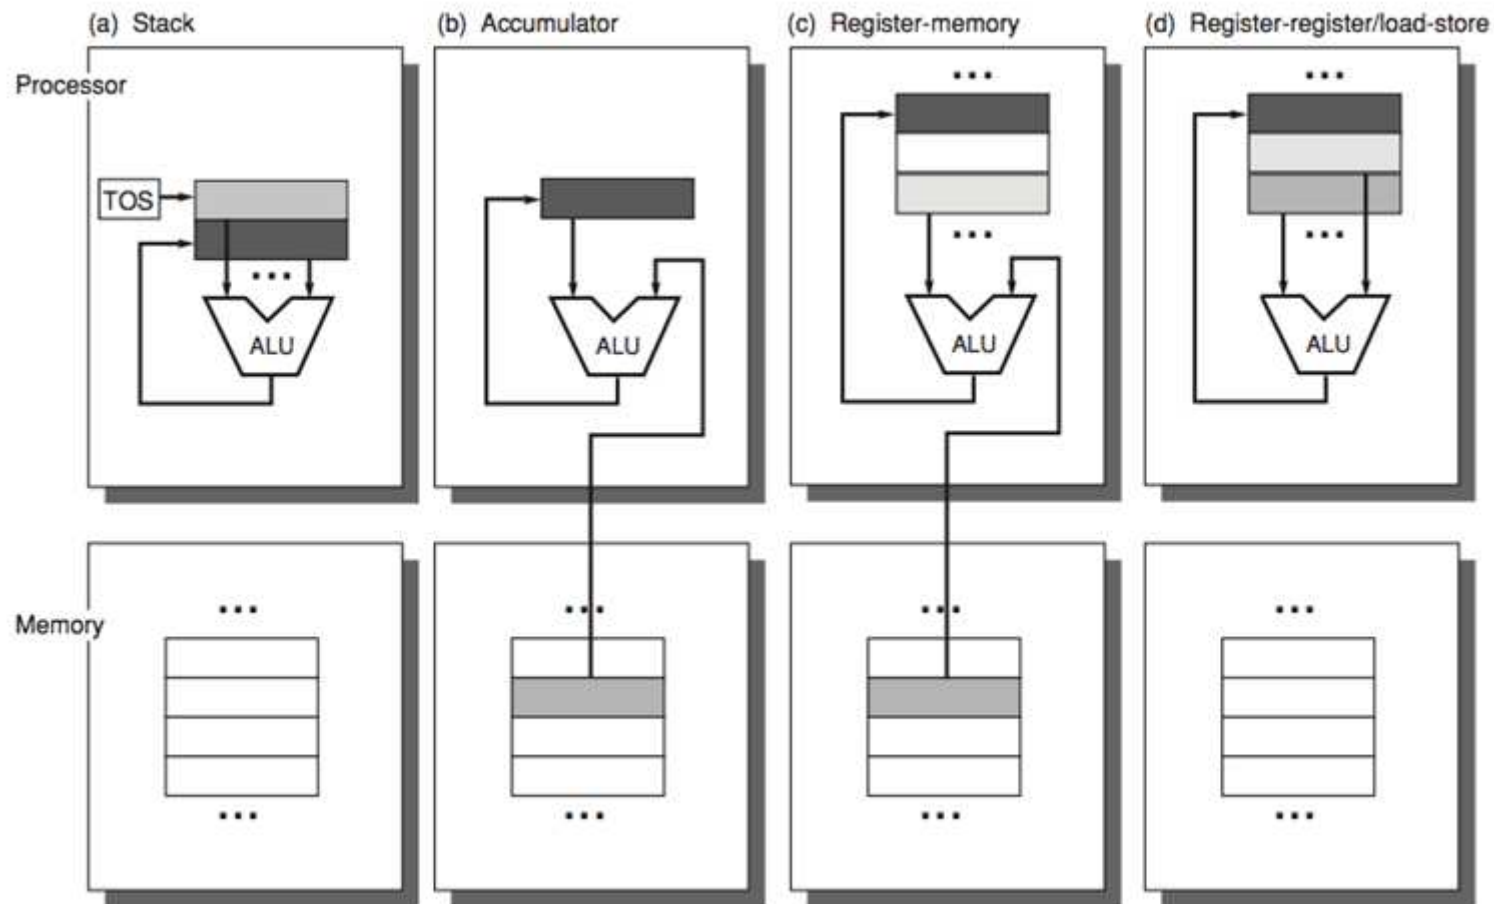 (a) Stack
(b) Accumulator
(c) Register-memory
(d) Register-register/load-store
Processor
...
...
TOS
...
...
...
ALU
ALU
ALU
ALU
Memory
...
...
...
...
...
...
...
...